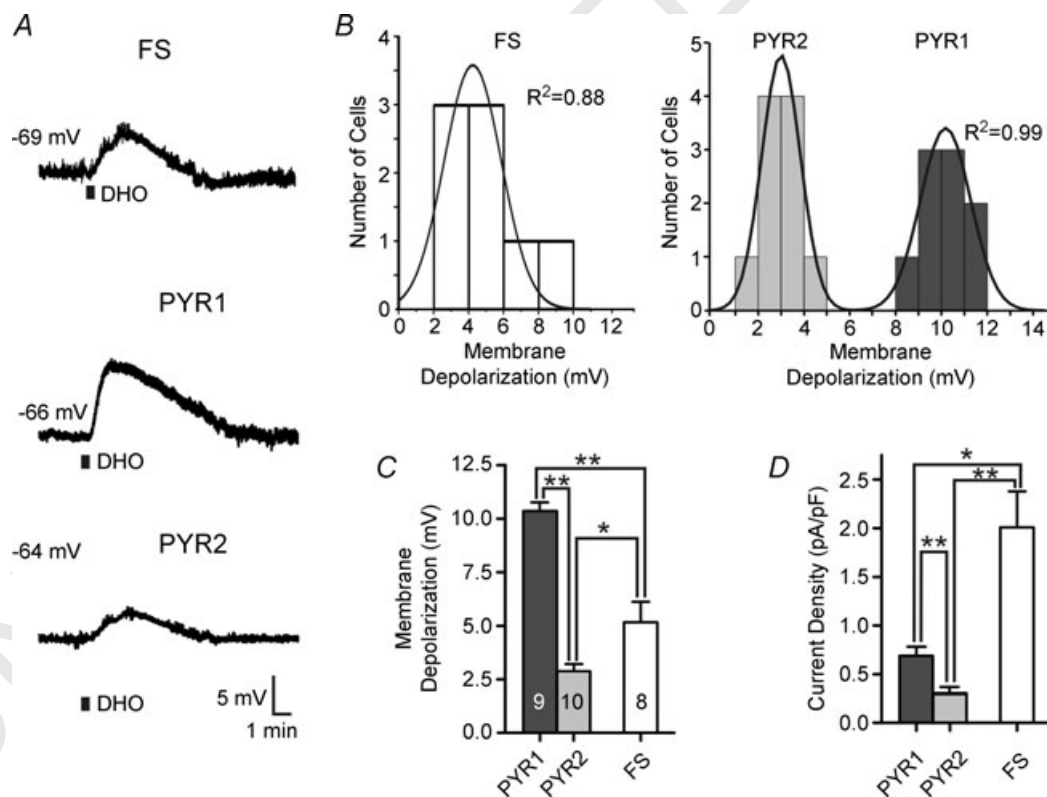 A
FS
-69 mV
DHO
PYR1
-66 mV
DHO
PYR2
-64 mV
DHO
5 mV
1 min
B
FS
R²=0.88
Number of Cells
4
3
2
1
0
0 2 4 6 8 10 12
Membrane
Depolarization (mV)
PYR2
PYR1
R²=0.99
Number of Cells
5
4
3
2
1
0
0 2 4 6 8 10 12 14
Membrane
Depolarization (mV)
C
Membrane
Depolarization (mV)
12.5
10.0
7.5
5.0
2.5
0.0
**
**
*
9 10 8
PYR1
PYR2
FS
D
Current Density (pA/pF)
2.5
2.0
1.5
1.0
0.5
0.0
*
**
**
PYR1
PYR2
FS